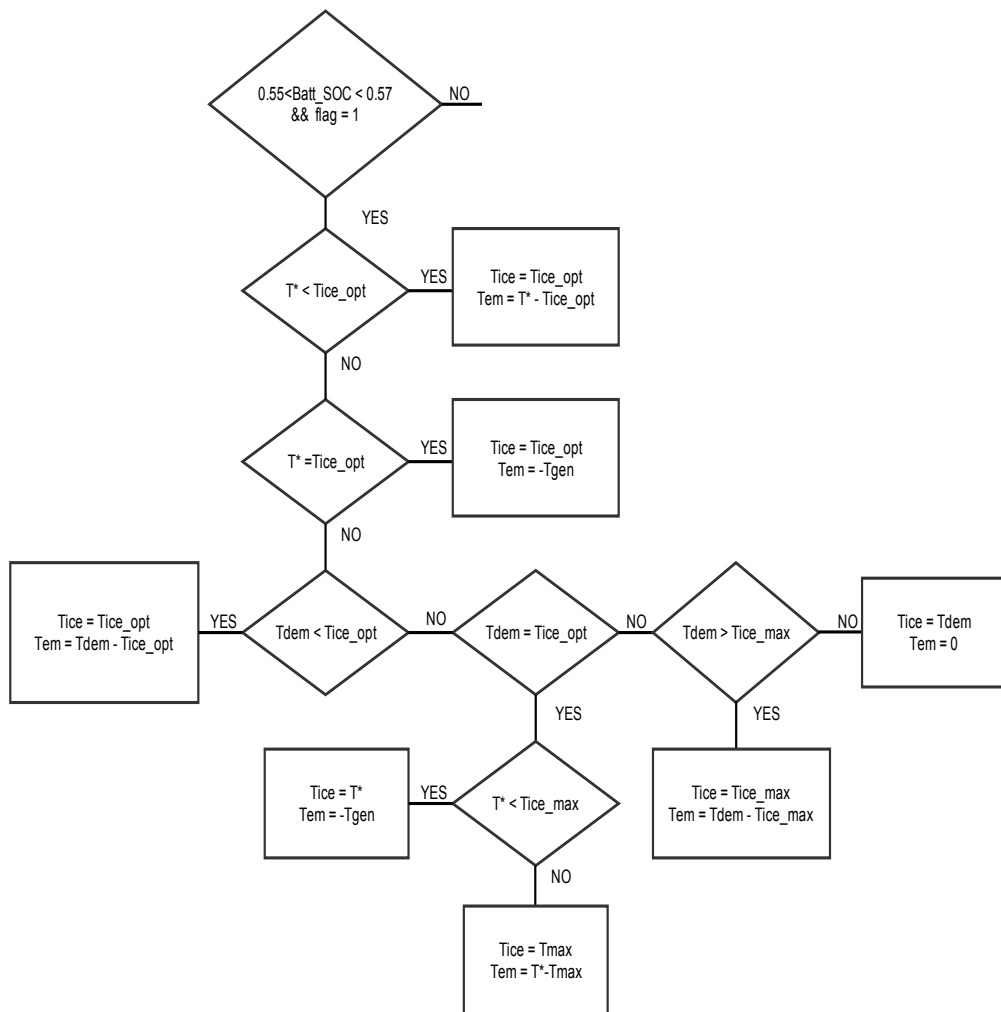 0.55<Batt_SOC < 0.57
&& flag = 1
NO
YES
T* < Tice_opt
YES
Tice = Tice_opt
Tem = T* - Tice_opt
NO
T* =Tice_opt
YES
Tice = Tice_opt
Tem = -Tgen
NO
Tice = Tice_opt
Tem = Tdem - Tice_opt
YES
Tdem < Tice_opt
NO
Tdem = Tice_opt
NO
Tdem > Tice_max
NO
Tice = Tdem
Tem = 0
YES
YES
Tice = T*
Tem = -Tgen
YES
T* < Tice_max
Tice = Tice_max
Tem = Tdem - Tice_max
NO
Tice = Tmax
Tem = T*-Tmax